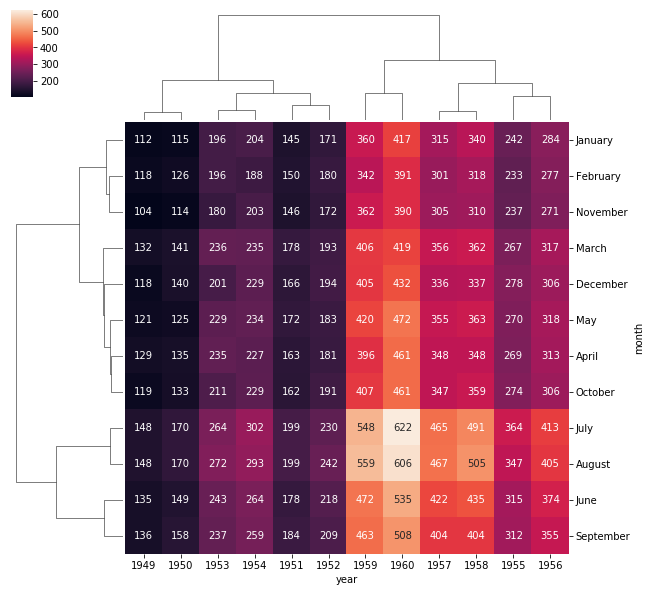 600
500
400
300
200
112 115 196 204 145 171 360 417 315 340 242 284 January
118 126 196 188 150 180 342 391 301 318 233 277 February
104 114 180 203 146 172 362 390 305 310 237 271 November
132 141 236 235 178 193 406 419 356 362 267 317 March
118 140 201 229 166 194 405 432 336 337 278 306 December
121 125 229 234 172 183 420 472 355 363 270 318 May
129 135 235 227 163 181 396 461 348 348 269 313 April
119 133 211 229 162 191 407 461 347 359 274 306 October
148 170 264 302 199 230 548 622 465 491 364 413 July
148 170 272 293 199 242 559 606 467 505 347 405 August
135 149 243 264 178 218 472 535 422 435 315 374 June
136 158 237 259 184 209 463 508 404 404 312 355 September
month
1949 1950 1953 1954 1951 1952 1959 1960 1957 1958 1955 1956
year